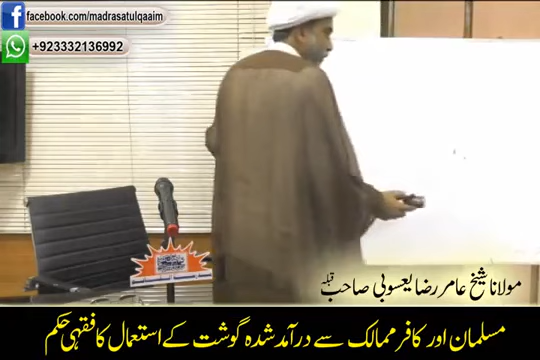 facebook.com/madrasatulqaaim
+923332136992
مولانا شیخ عامر رضا یعسوبی صاحب قبلہ
مسلمان اور کافر ممالک سے درآمد شدہ گوشت کے استعمال کا فقہی حکم